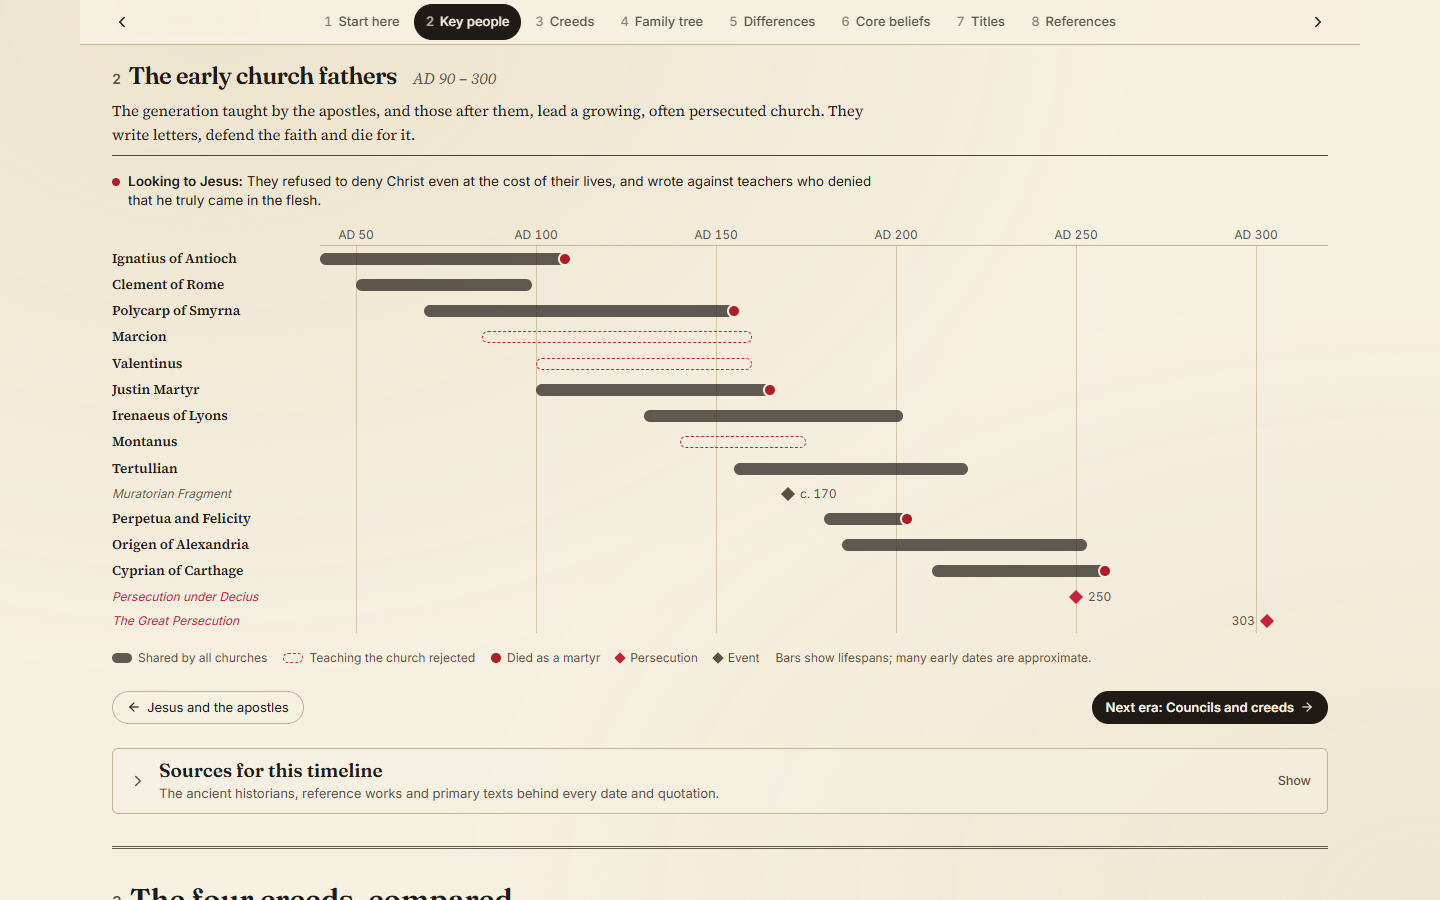 1 Start here 2 Key people 3 Creeds 4 Family tree 5 Differences 6 Core beliefs 7 Titles 8 References
2 The early church fathers AD 90 – 300
The generation taught by the apostles, and those after them, lead a growing, often persecuted church. They
write letters, defend the faith and die for it.
Looking to Jesus: They refused to deny Christ even at the cost of their lives, and wrote against teachers who denied
that he truly came in the flesh.
AD 50 AD 100 AD 150 AD 200 AD 250 AD 300
Ignatius of Antioch
Clement of Rome
Polycarp of Smyrna
Marcion
Valentinus
Justin Martyr
Irenaeus of Lyons
Montanus
Tertullian
Muratorian Fragment c. 170
Perpetua and Felicity
Origen of Alexandria
Cyprian of Carthage
Persecution under Decius 250
The Great Persecution 303
Shared by all churches Teaching the church rejected Died as a martyr Persecution Event Bars show lifespans; many early dates are approximate.
Jesus and the apostles Next era: Councils and creeds
Sources for this timeline
The ancient historians, reference works and primary texts behind every date and quotation. Show
3 The four creeds, compared